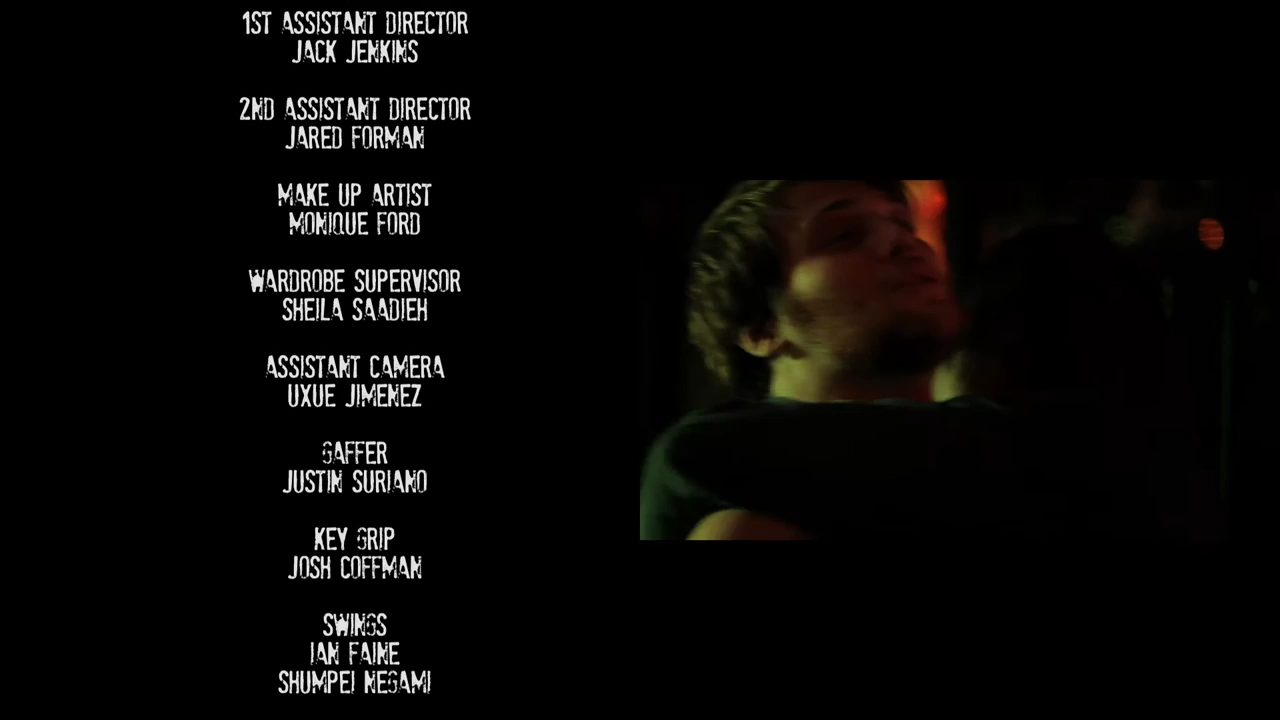 1ST ASSISTANT DIRECTOR
JACK JENKINS
2ND ASSISTANT DIRECTOR
JARED FORMAN
MAKE UP ARTIST
MONIQUE FORD
WARDROBE SUPERVISOR
SHEILA SAADIEH
ASSISTANT CAMERA
UXUE JIMENEZ
GAFFER
JUSTIN SURIANO
KEY GRIP
JOSH COFFMAN
SWINGS
IAN FAINE
SHUMPEI NEGAMI